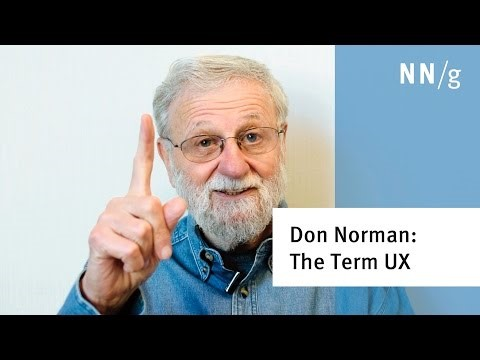 NN/g
Don Norman:
The Term UX